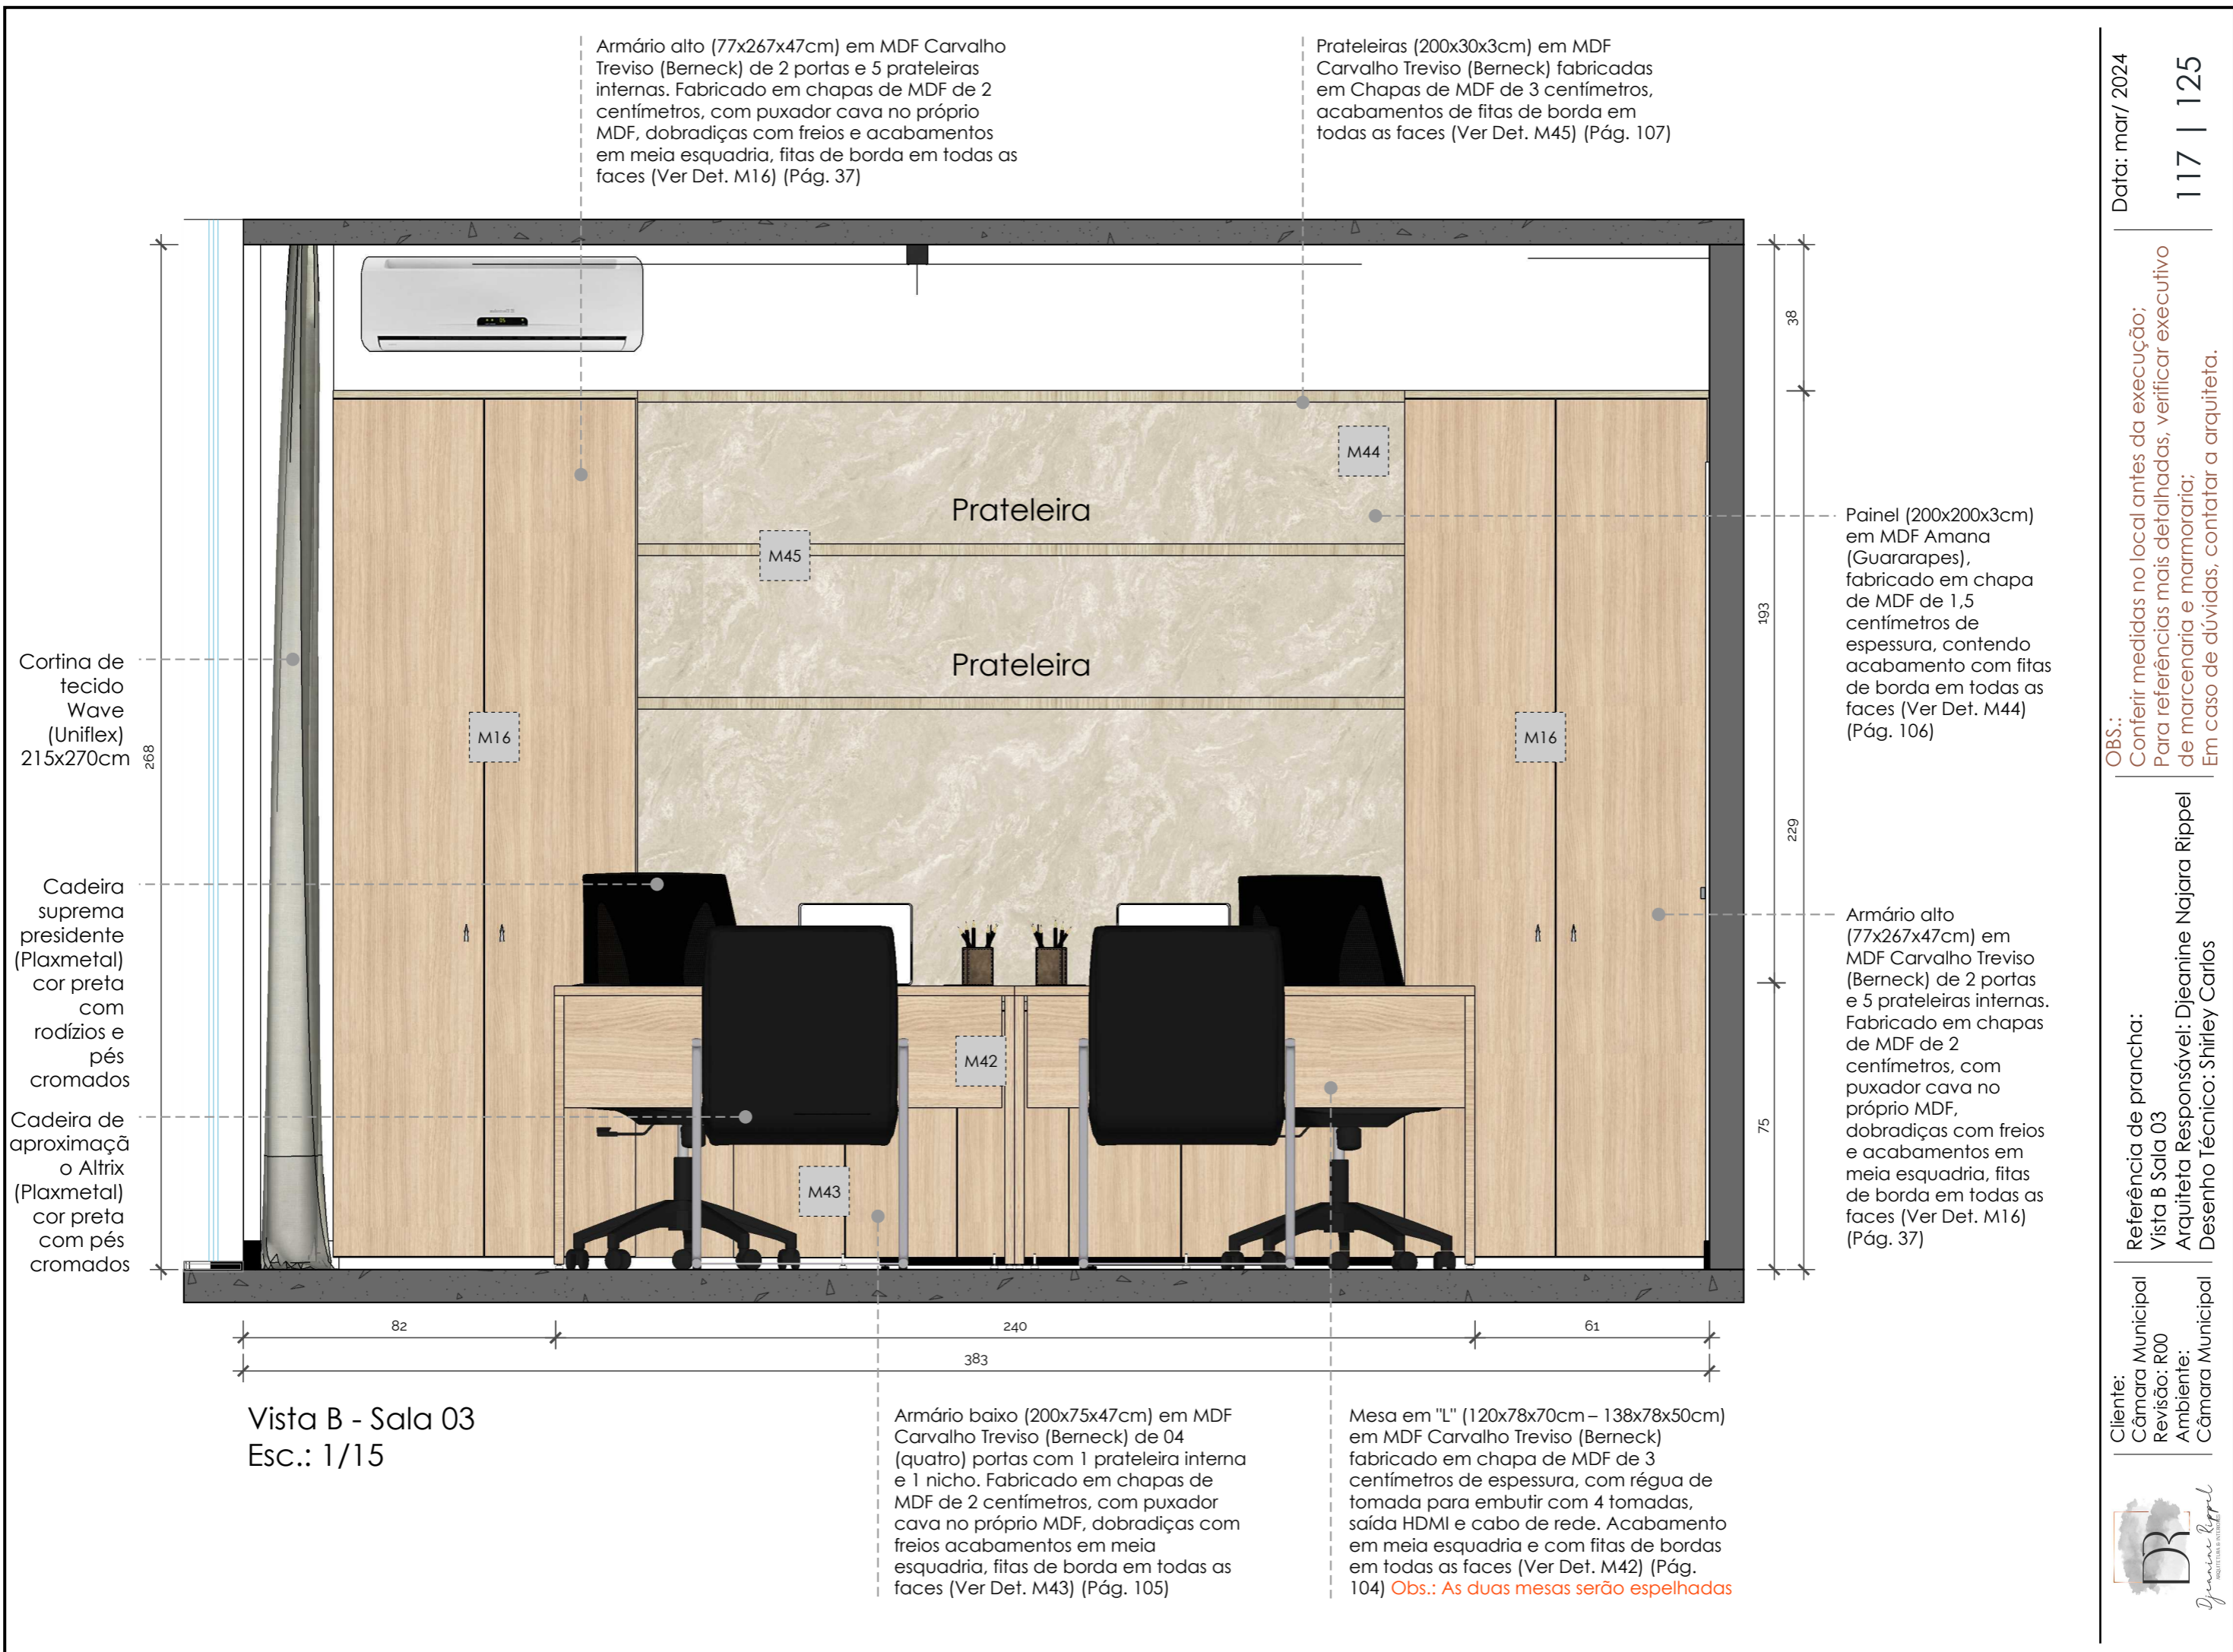 Armário alto (77x267x47cm) em MDF Carvalho
Treviso (Berneck) de 2 portas e 5 prateleiras
internas. Fabricado em chapas de MDF de 2
centímetros, com puxador cava no próprio
MDF, dobradiças com freios e acabamentos
em meia esquadria, fitas de borda em todas as
faces (Ver Det. M16) (Pág. 37)
Prateleiras (200x30x3cm) em MDF
Carvalho Treviso (Berneck) fabricadas
em Chapas de MDF de 3 centímetros,
acabamentos de fitas de borda em
todas as faces (Ver Det. M45) (Pág. 107)
38
M44
Prateleira
M45
Prateleira
M16
M16
193
229
75
268
Cortina de
tecido
Wave
(Uniflex)
215x270cm
Cadeira
suprema
presidente
(Plaxmetal)
cor preta
com
rodízios e
pés
cromados
Cadeira de
aproximaçã
o Altrix
(Plaxmetal)
cor preta
com pés
cromados
Painel (200x200x3cm)
em MDF Amana
(Guararapes),
fabricado em chapa
de MDF de 1,5
centímetros de
espessura, contendo
acabamento com fitas
de borda em todas as
faces (Ver Det. M44)
(Pág. 106)
Armário alto
(77x267x47cm) em
MDF Carvalho Treviso
(Berneck) de 2 portas
e 5 prateleiras internas.
Fabricado em chapas
de MDF de 2
centímetros, com
puxador cava no
próprio MDF,
dobradiças com freios
e acabamentos em
meia esquadria, fitas
de borda em todas as
faces (Ver Det. M16)
(Pág. 37)
M42
M43
82
240
61
383
Vista B - Sala 03
Esc.: 1/15
Armário baixo (200x75x47cm) em MDF
Carvalho Treviso (Berneck) de 04
(quatro) portas com 1 prateleira interna
e 1 nicho. Fabricado em chapas de
MDF de 2 centímetros, com puxador
cava no próprio MDF, dobradiças com
freios acabamentos em meia
esquadria, fitas de borda em todas as
faces (Ver Det. M43) (Pág. 105)
Mesa em "L" (120x78x70cm – 138x78x50cm)
em MDF Carvalho Treviso (Berneck)
fabricado em chapa de MDF de 3
centímetros de espessura, com régua de
tomada para embutir com 4 tomadas,
saída HDMI e cabo de rede. Acabamento
em meia esquadria e com fitas de bordas
em todas as faces (Ver Det. M42) (Pág.
104) Obs.: As duas mesas serão espelhadas
Data: mar/ 2024
117 | 125
OBS.:
Conferir medidas no local antes da execução;
Para referências mais detalhadas, verificar executivo
de marcenaria e marmoraria;
Em caso de dúvidas, contatar a arquiteta.
Referência de prancha:
Vista B Sala 03
Arquiteta Responsável: Djeanine Najara Rippel
Desenho Técnico: Shirley Carlos
Cliente:
Câmara Municipal
Revisão: R00
Ambiente:
Câmara Municipal
DR
Djeanine Rippel